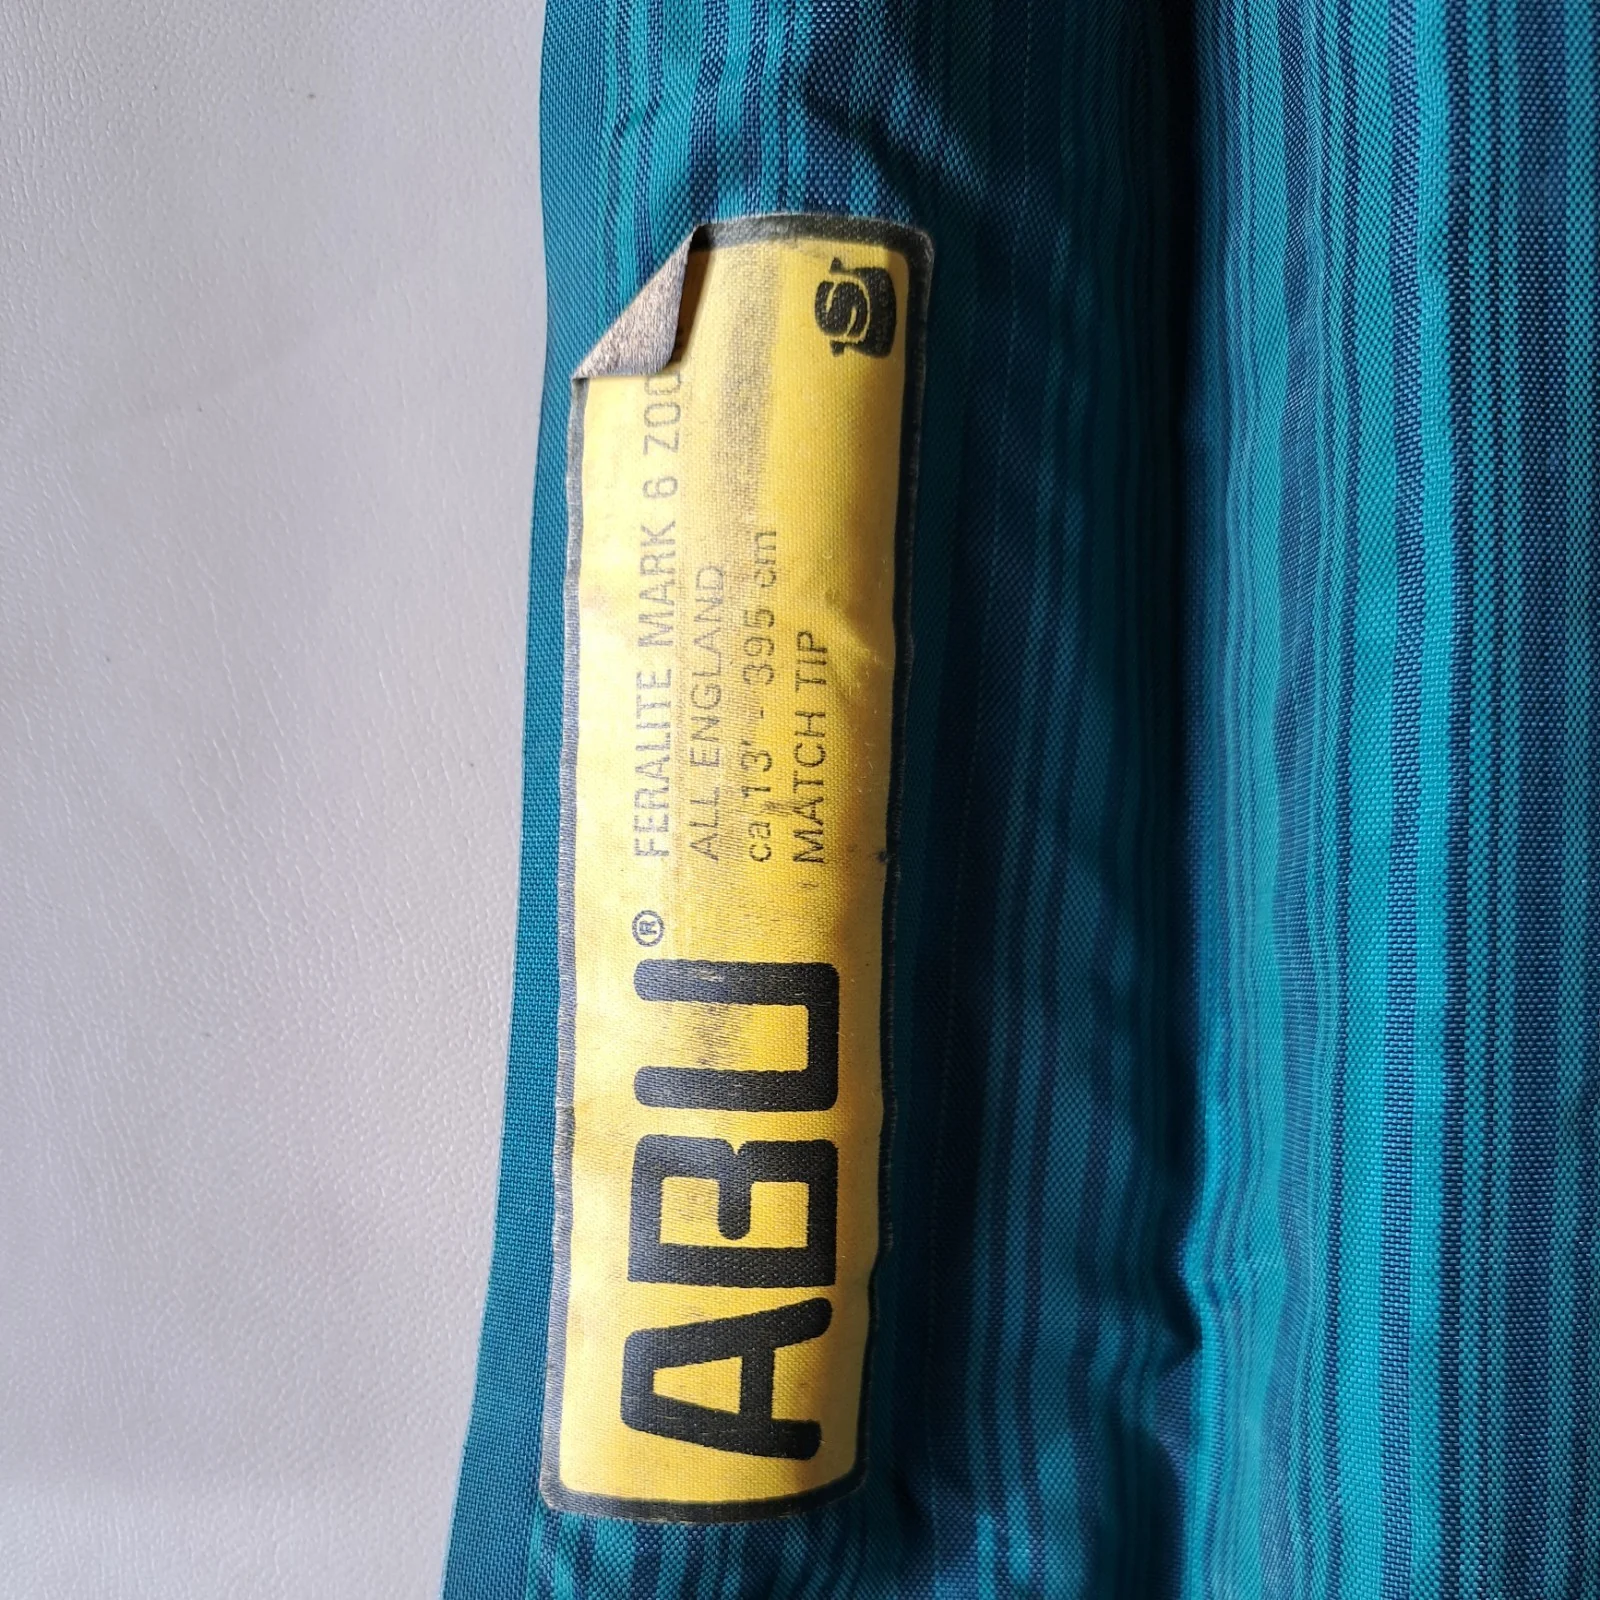 ABU®
FERALITE MARK 6 ZOO
ALL ENGLAND
ca 13' - 395 cm
MATCH TIP